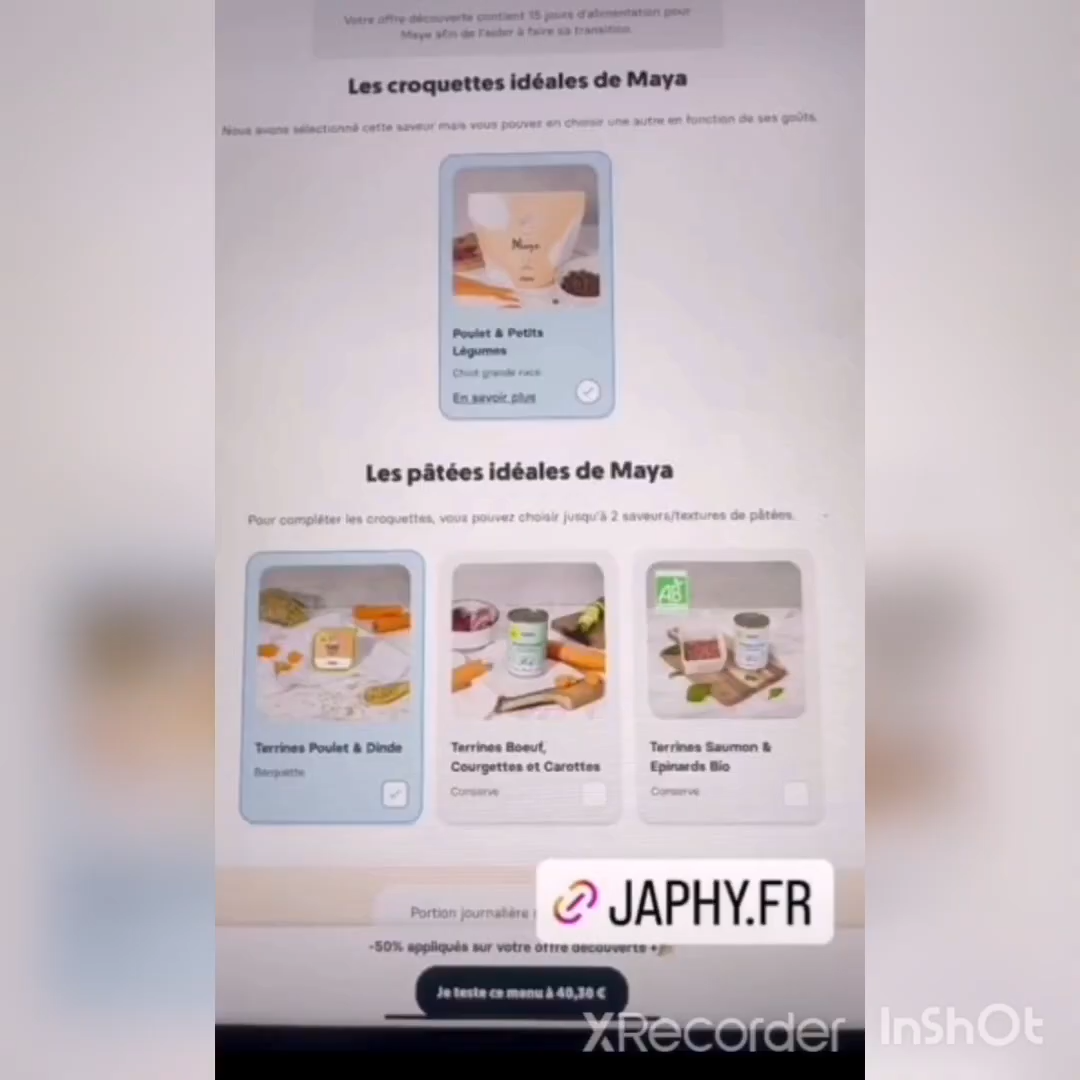 Votre offre découverte contient 15 jours d'alimentation pour
Maya afin de l'aider à faire sa transition.
Les croquettes idéales de Maya
Nous avons sélectionné cette saveur mais vous pouvez en choisir une autre en fonction de ses goûts.
Maya
Poulet & Petits
Légumes
Chiot grande race
En savoir plus
Les pâtées idéales de Maya
Pour compléter les croquettes, vous pouvez choisir jusqu'à 2 saveurs/textures de pâtées.
AB
Terrines Poulet & Dinde
Barquette
Terrines Boeuf,
Courgettes et Carottes
Conserve
Terrines Saumon &
Epinards Bio
Conserve
JAPHY.FR
Portion journalière
-50% appliqués sur votre offre découverte +
Je teste ce menu à 40,30 €
XRecorder
InShOt